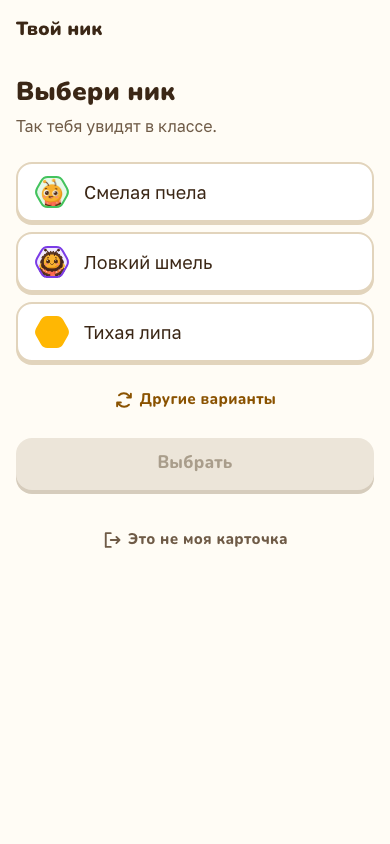 Твой ник
Выбери ник
Так тебя увидят в классе.
Смелая пчела
Ловкий шмель
Тихая липа
Другие варианты
Выбрать
Это не моя карточка